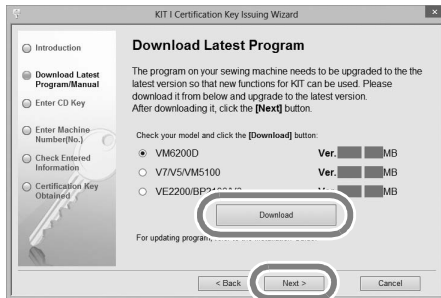 KIT I Certification Key Issuing Wizard
Introduction
Download Latest
Program/Manual
Enter CD Key
Enter Machine
Number(No.)
Check Entered
Information
Certification Key
Obtained
Download Latest Program
The program on your sewing machine needs to be upgraded to the the
latest version so that new functions for KIT can be used. Please
download it from below and upgrade to the latest version.
After downloading it, click the [Next] button.
Check your model and click the [Download] button:
VM6200D Ver. MB
V7/V5/VM5100 Ver. MB
MB
Download
For updating program,
< Back Next > Cancel